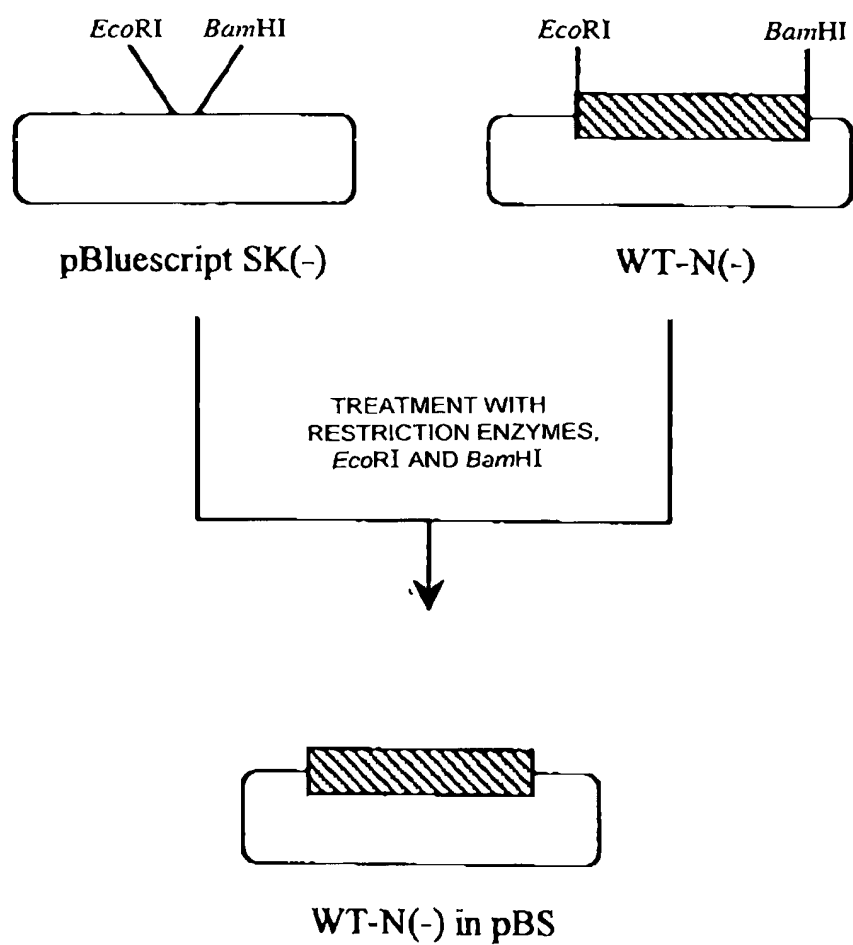 EcoRI BamHI
EcoRI BamHI
pBluescript SK(-)
WT-N(-)
TREATMENT WITH
RESTRICTION ENZYMES,
EcoRI AND BamHI
WT-N(-) in pBS